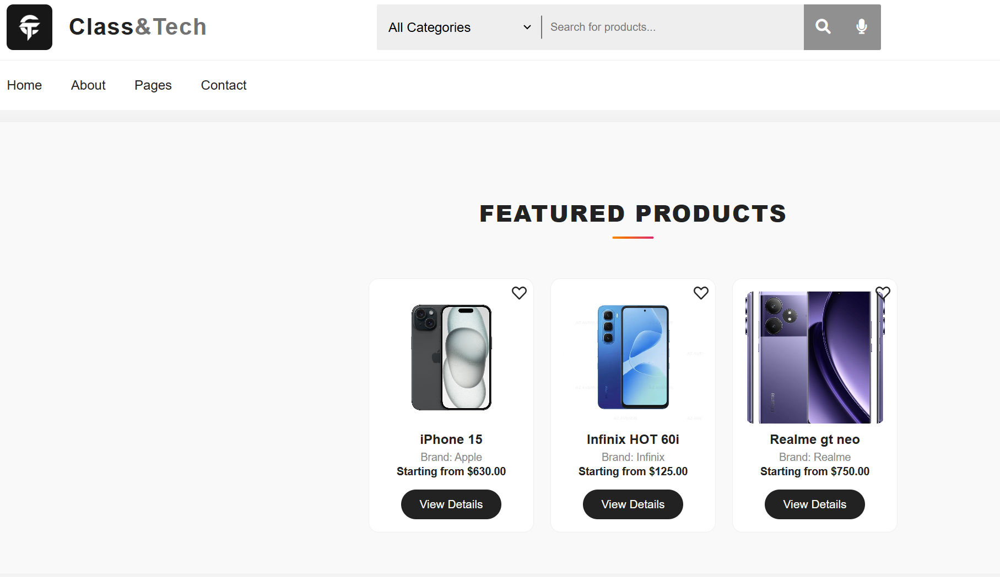 Class&Tech
All Categories
Search for products...
Home
About
Pages
Contact
FEATURED PRODUCTS
realme
iPhone 15
Brand: Apple
Starting from $630.00
View Details
Infinix HOT 60i
Brand: Infinix
Starting from $125.00
View Details
Realme gt neo
Brand: Realme
Starting from $750.00
View Details